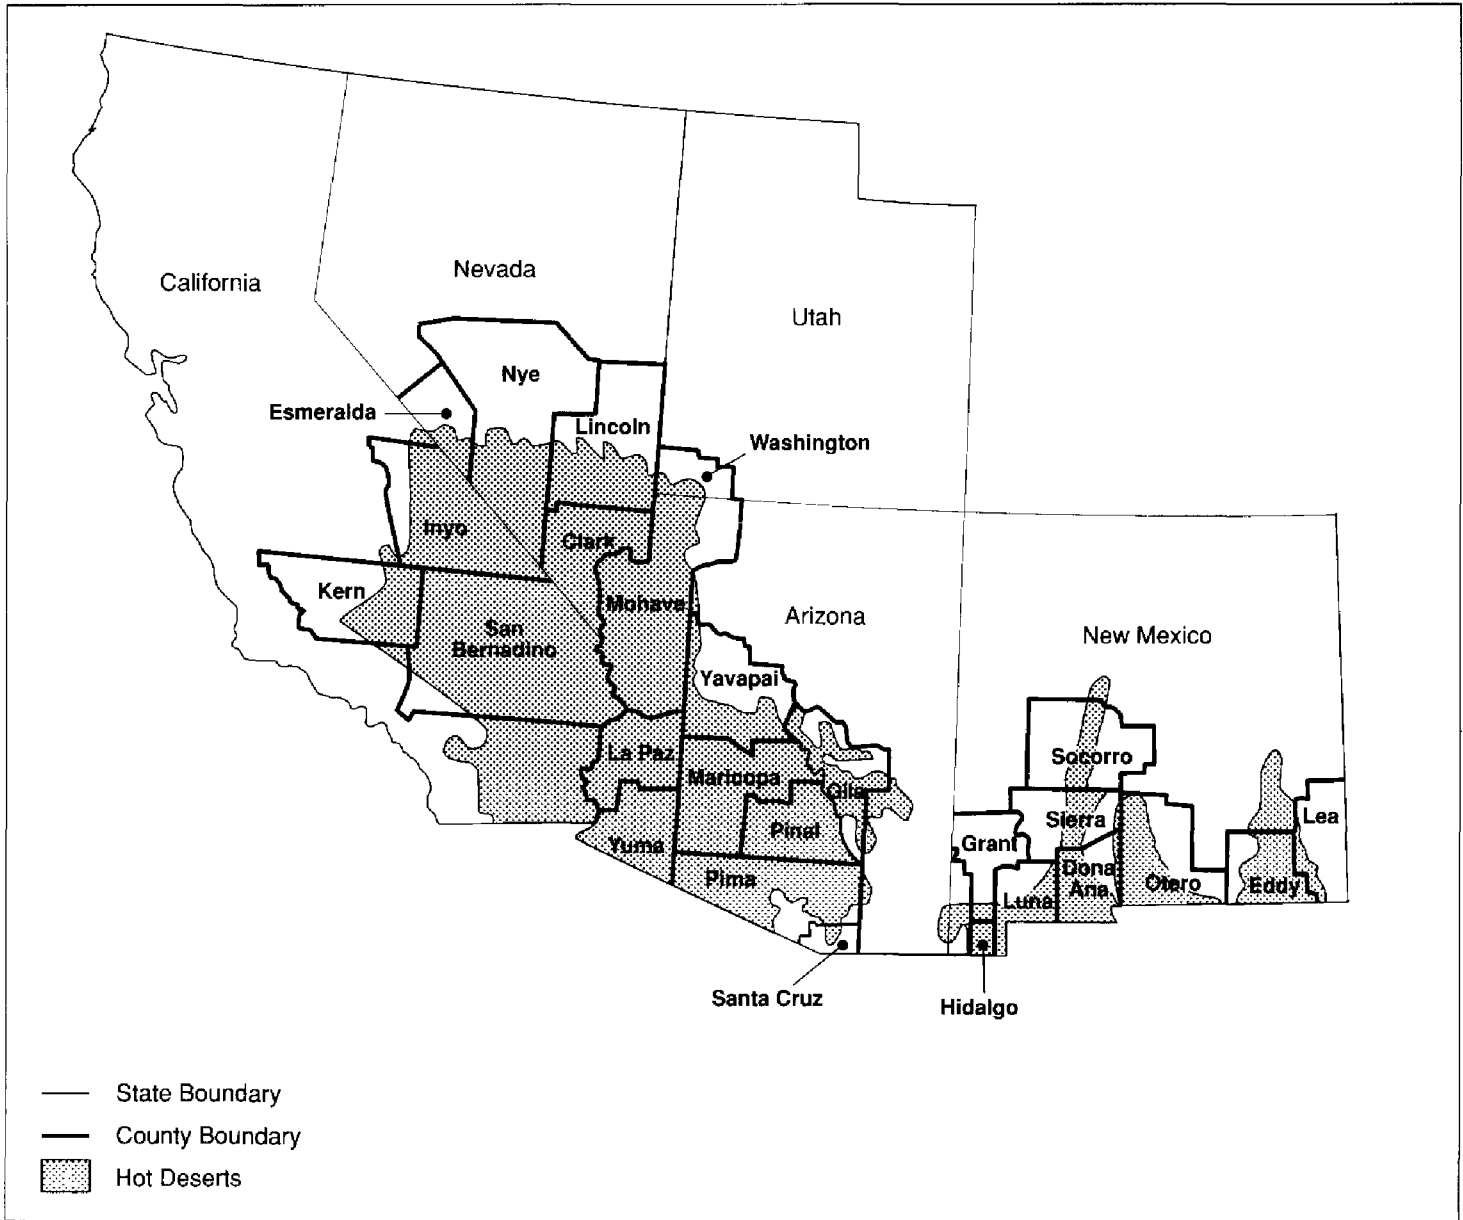 California
Nevada
Utah
Nye
Esmeralda
Lincoln
Washington
Inyo
Clark
Kern
Mohave
Arizona
San
Bernadino
New Mexico
Yavapai
La Paz
Maricopa
Gila
Socorro
Yuma
Pinal
Sierra
Lea
Grant
Pima
Dona
Ana
Luna
Otero
Eddy
Santa Cruz
Hidalgo
State Boundary
County Boundary
Hot Deserts